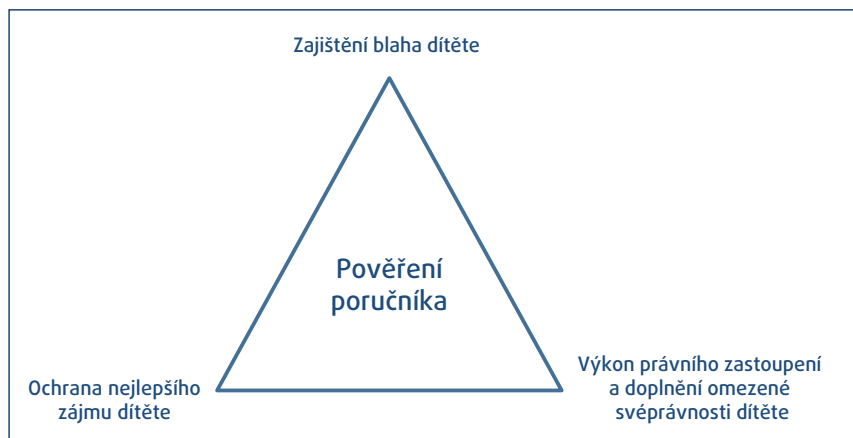 Zajištění blaha dítěte
Pověření
poručníka
Ochrana nejlepšího
zájmu dítěte
Výkon právního zastoupení
a doplnění omezené
svéprávnosti dítěte